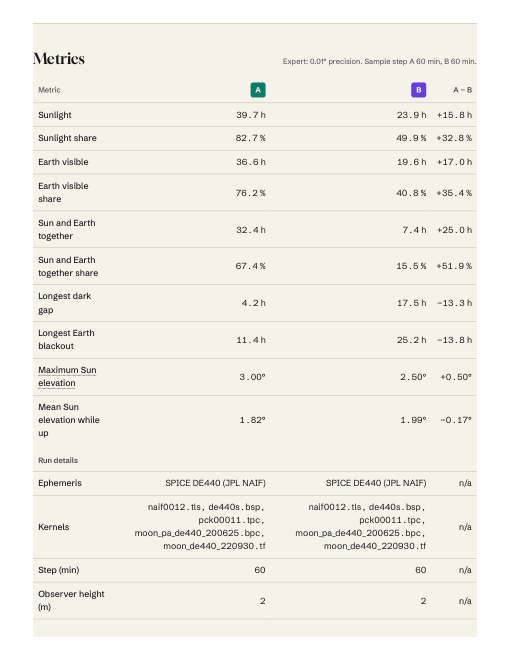 Metrics
Expert: 0.01° precision. Sample step A 60 min, B 60 min.
Metric A B A − B
Sunlight 39.7 h 23.9 h +15.8 h
Sunlight share 82.7 % 49.9 % +32.8 %
Earth visible 36.6 h 19.6 h +17.0 h
Earth visible
share 76.2 % 40.8 % +35.4 %
Sun and Earth
together 32.4 h 7.4 h +25.0 h
Sun and Earth
together share 67.4 % 15.5 % +51.9 %
Longest dark
gap 4.2 h 17.5 h −13.3 h
Longest Earth
blackout 11.4 h 25.2 h −13.8 h
Maximum Sun
elevation 3.00° 2.50° +0.50°
Mean Sun
elevation while
up 1.82° 1.99° −0.17°
Run details
Ephemeris SPICE DE440 (JPL NAIF) SPICE DE440 (JPL NAIF) n/a
Kernels
naif0012.tls, de440s.bsp,
pck00011.tpc,
moon_pa_de440_200625.bpc,
moon_de440_220930.tf
naif0012.tls, de440s.bsp,
pck00011.tpc,
moon_pa_de440_200625.bpc,
moon_de440_220930.tf
n/a
Step (min) 60 60 n/a
Observer height
(m) 2 2 n/a